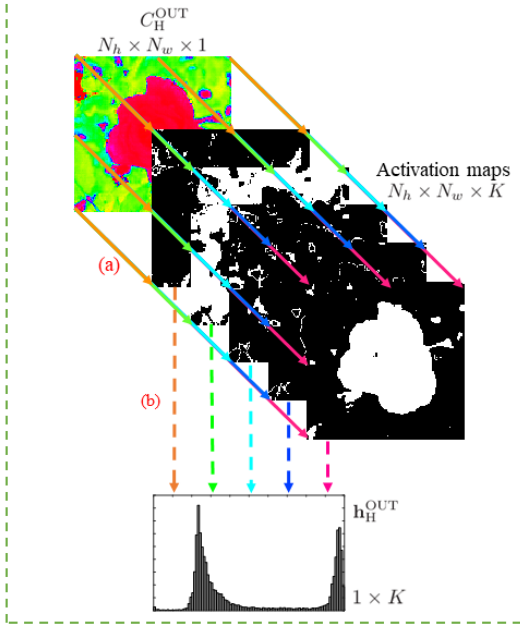 C_H^OUT
N_h × N_w × 1
Activation maps
N_h × N_w × K
(a)
(b)
h_H^OUT
1 × K